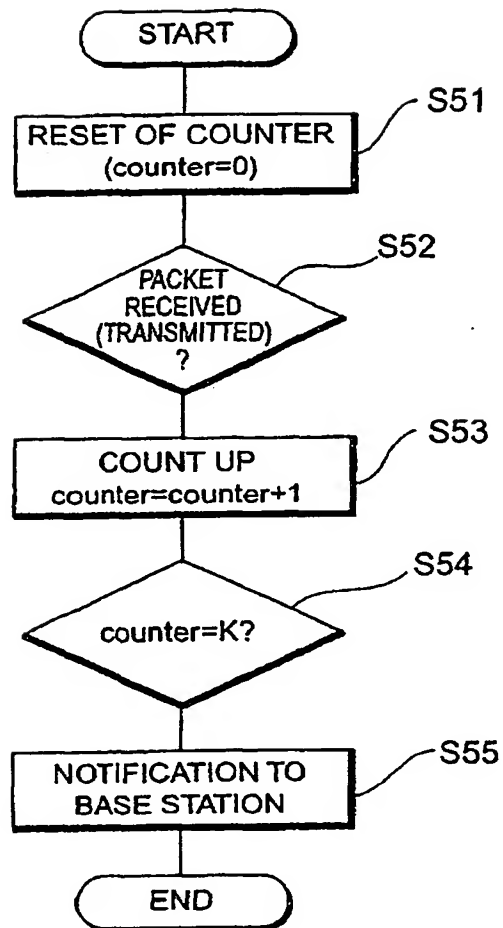 START
S51
RESET OF COUNTER
(counter=0)
S52
PACKET
RECEIVED
(TRANSMITTED)
?
S53
COUNT UP
counter=counter+1
S54
counter=K?
S55
NOTIFICATION TO
BASE STATION
END